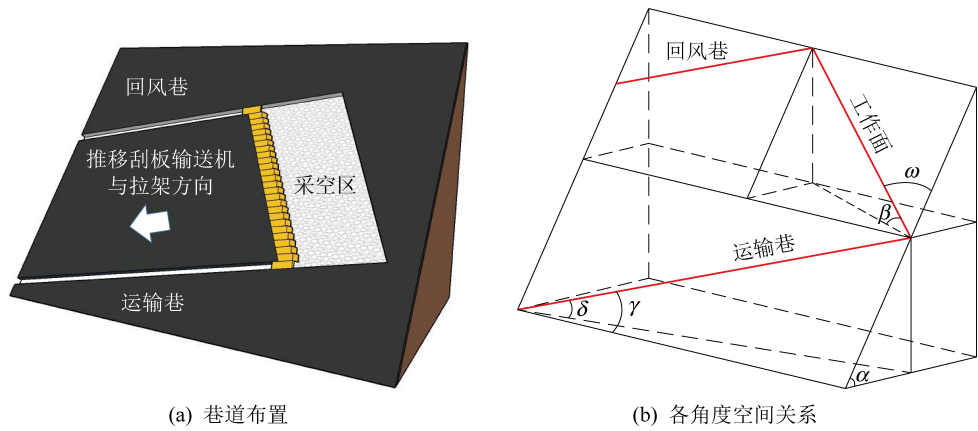 回风巷
推移刮板输送机
与拉架方向
采空区
运输巷
(a) 巷道布置
回风巷
工作面
ω
β
运输巷
δ
γ
α
(b) 各角度空间关系